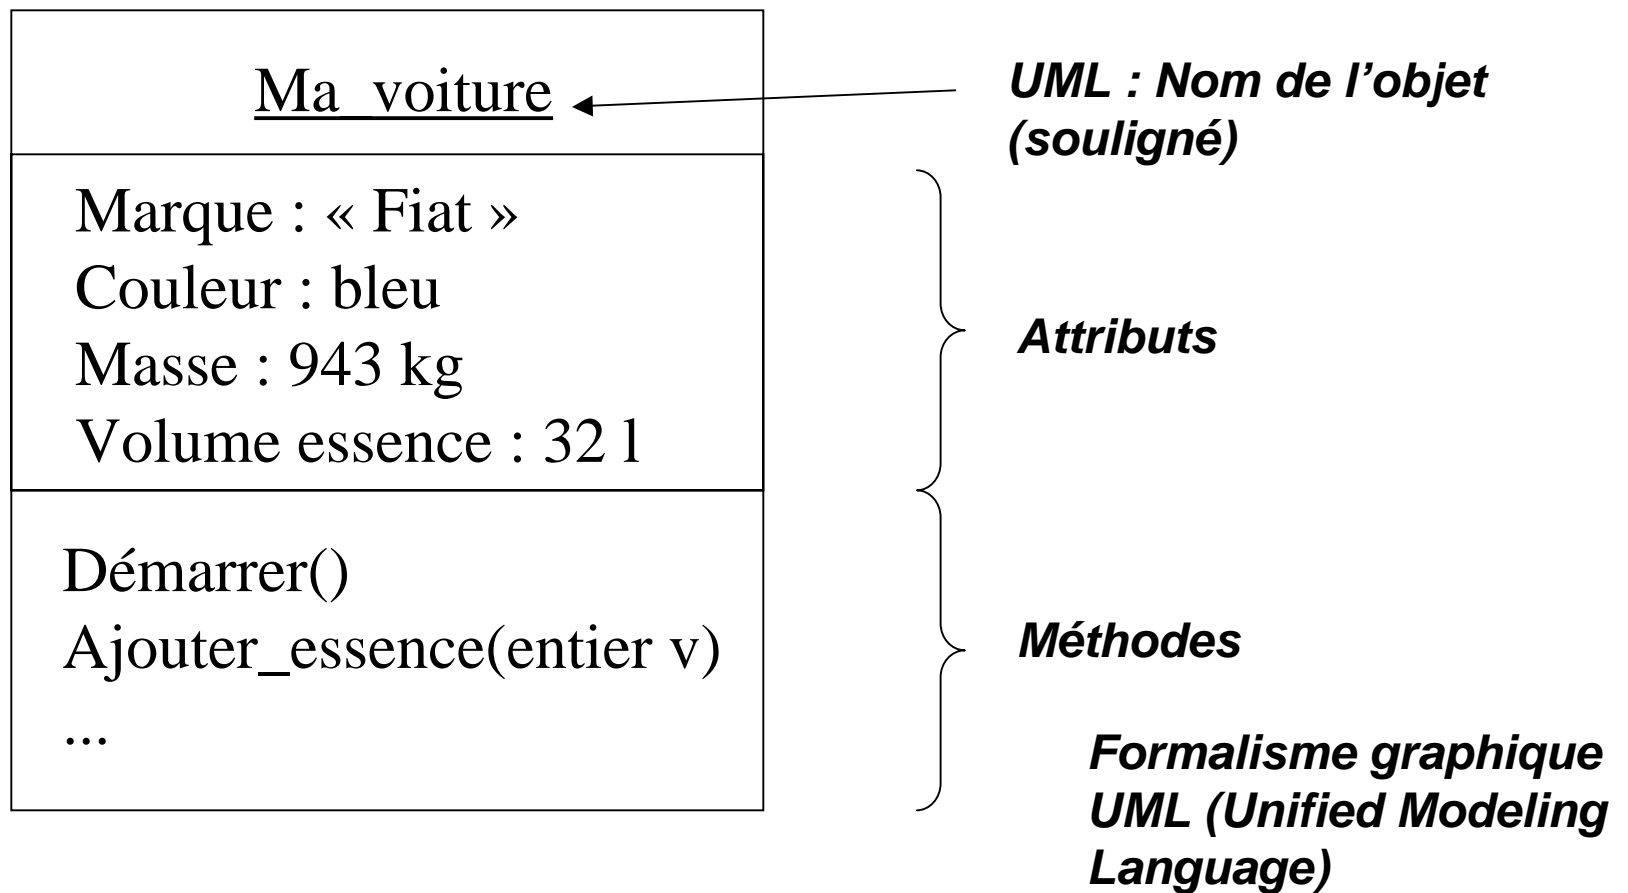 Ma_voiture
UML : Nom de l’objet
(souligné)
Marque : « Fiat »
Couleur : bleu
Masse : 943 kg
Volume essence : 32 l
Attributs
Démarrer()
Ajouter_essence(entier v)
...
Méthodes
Formalisme graphique
UML (Unified Modeling
Language)